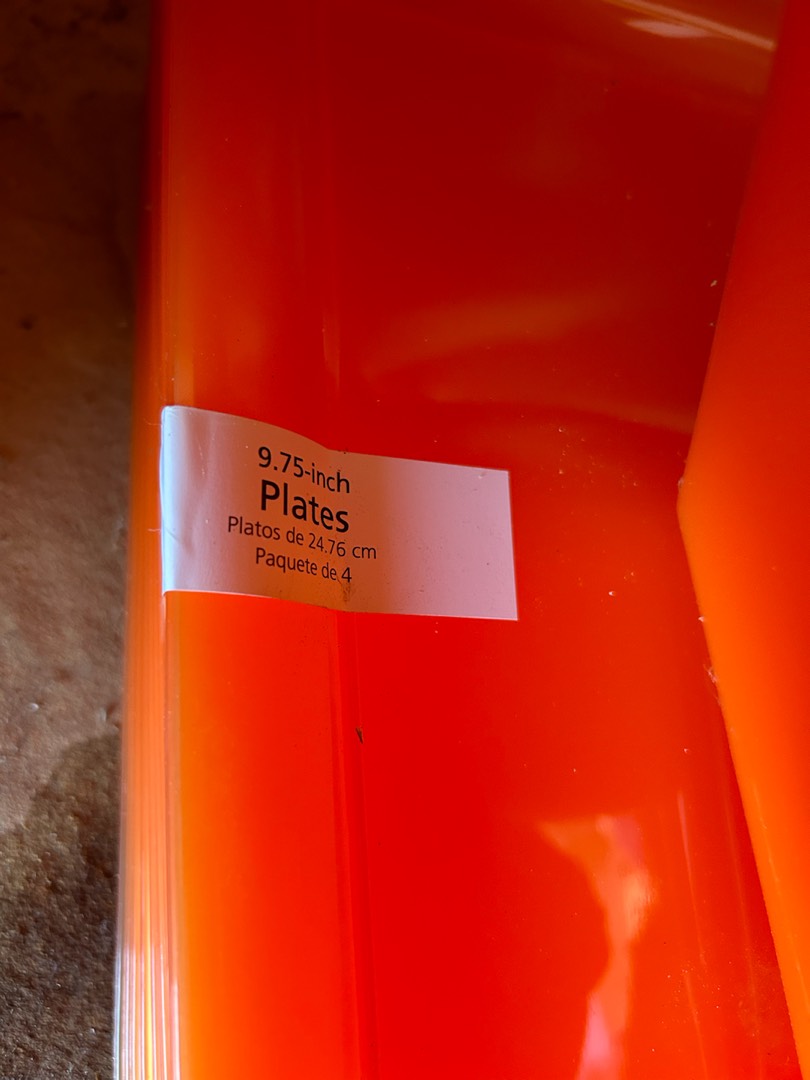 9.75-inch
Plates
Platos de 24.76 cm
Paquete de 4